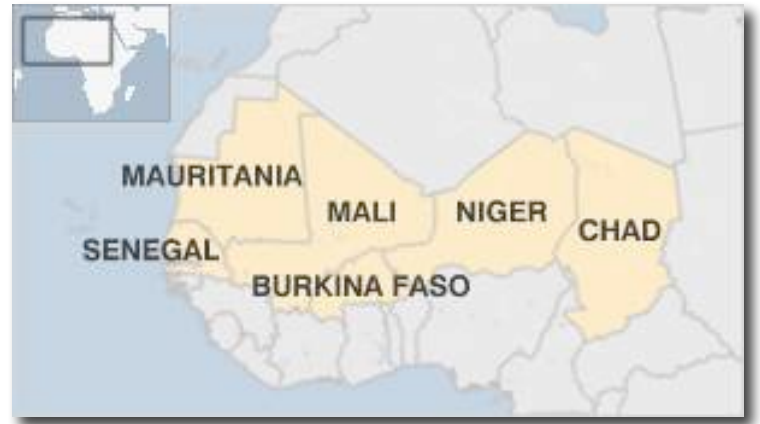 MAURITANIA
MALI
NIGER
CHAD
SENEGAL
BURKINA FASO